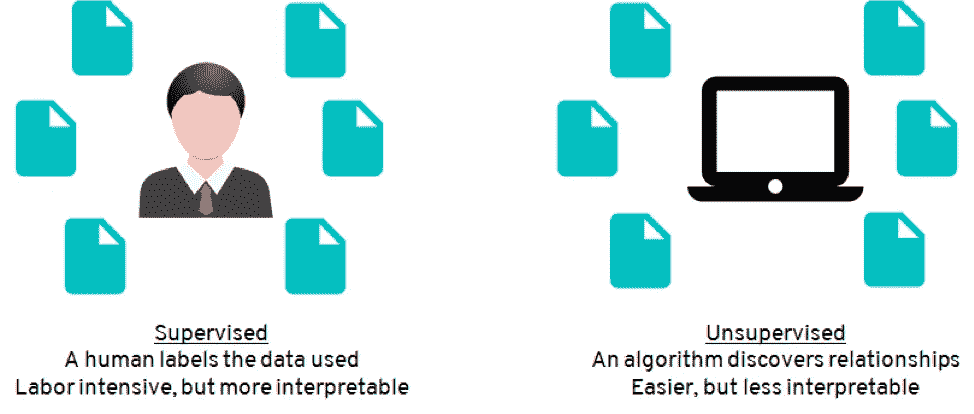 Supervised
A human labels the data used
Labor intensive, but more interpretable
Unsupervised
An algorithm discovers relationships
Easier, but less interpretable